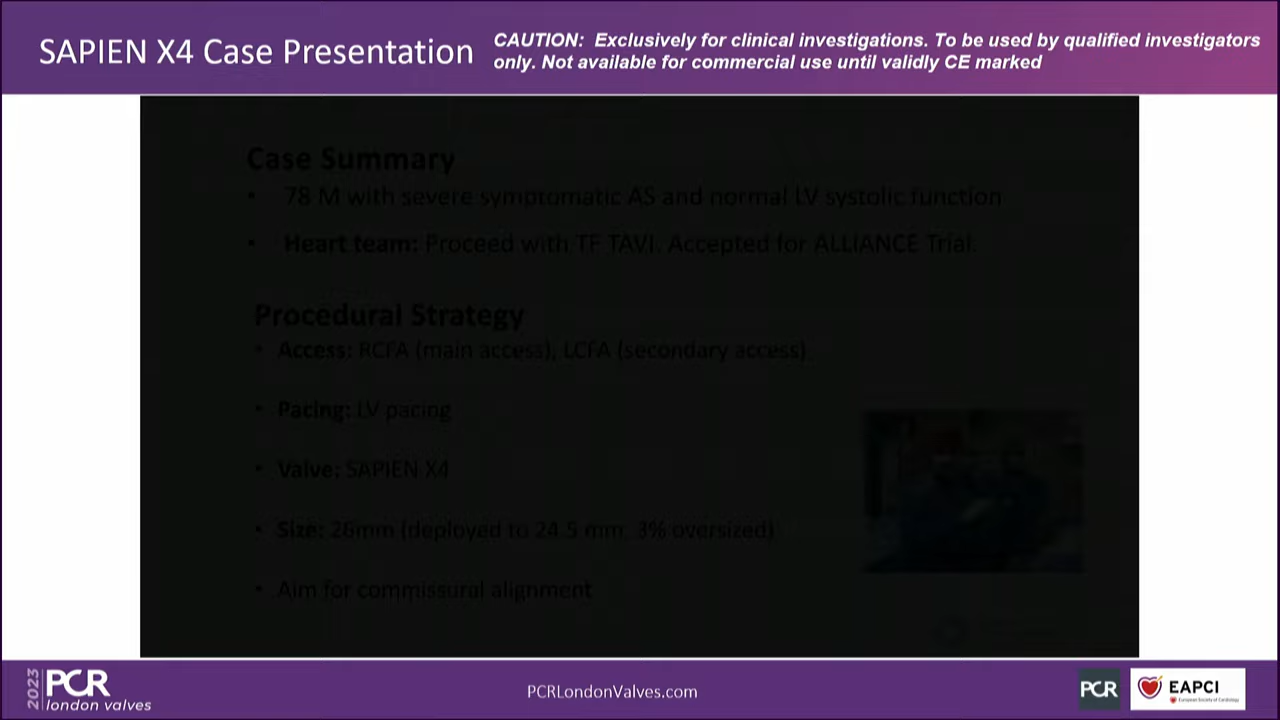 SAPIEN X4 Case Presentation
CAUTION: Exclusively for clinical investigations. To be used by qualified investigators
only. Not available for commercial use until validly CE marked
Case Summary
• 78 M with severe symptomatic AS and normal LV systolic function
• Heart team: Proceed with TF TAVI. Accepted for ALLIANCE Trial.
Procedural Strategy
• Access: RCFA (main access), LCFA (secondary access)
• Pacing: LV pacing
• Valve: SAPIEN X4
• Size: 26mm (deployed to 24.5 mm, 3% oversized)
• Aim for commissural alignment
2023
PCR
london valves
PCRLondonValves.com
PCR
EAPCI
European Society of Cardiology